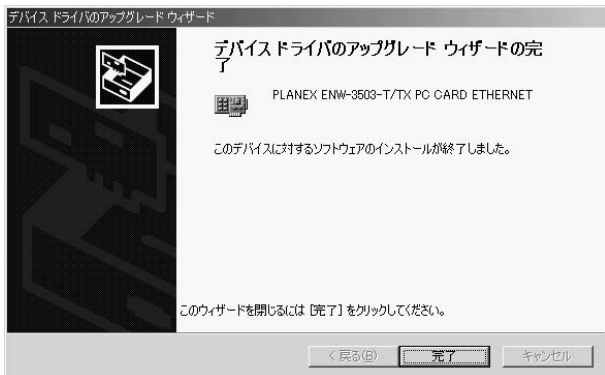 デバイス ドライバのアップグレード ウィザード
デバイス ドライバのアップグレード ウィザードの完
了
PLANEX ENW-3503-T/TX PC CARD ETHERNET
このデバイスに対するソフトウェアのインストールが終了しました。
このウィザードを閉じるには [完了] をクリックしてください。
< 戻る(B) 完了 キャンセル